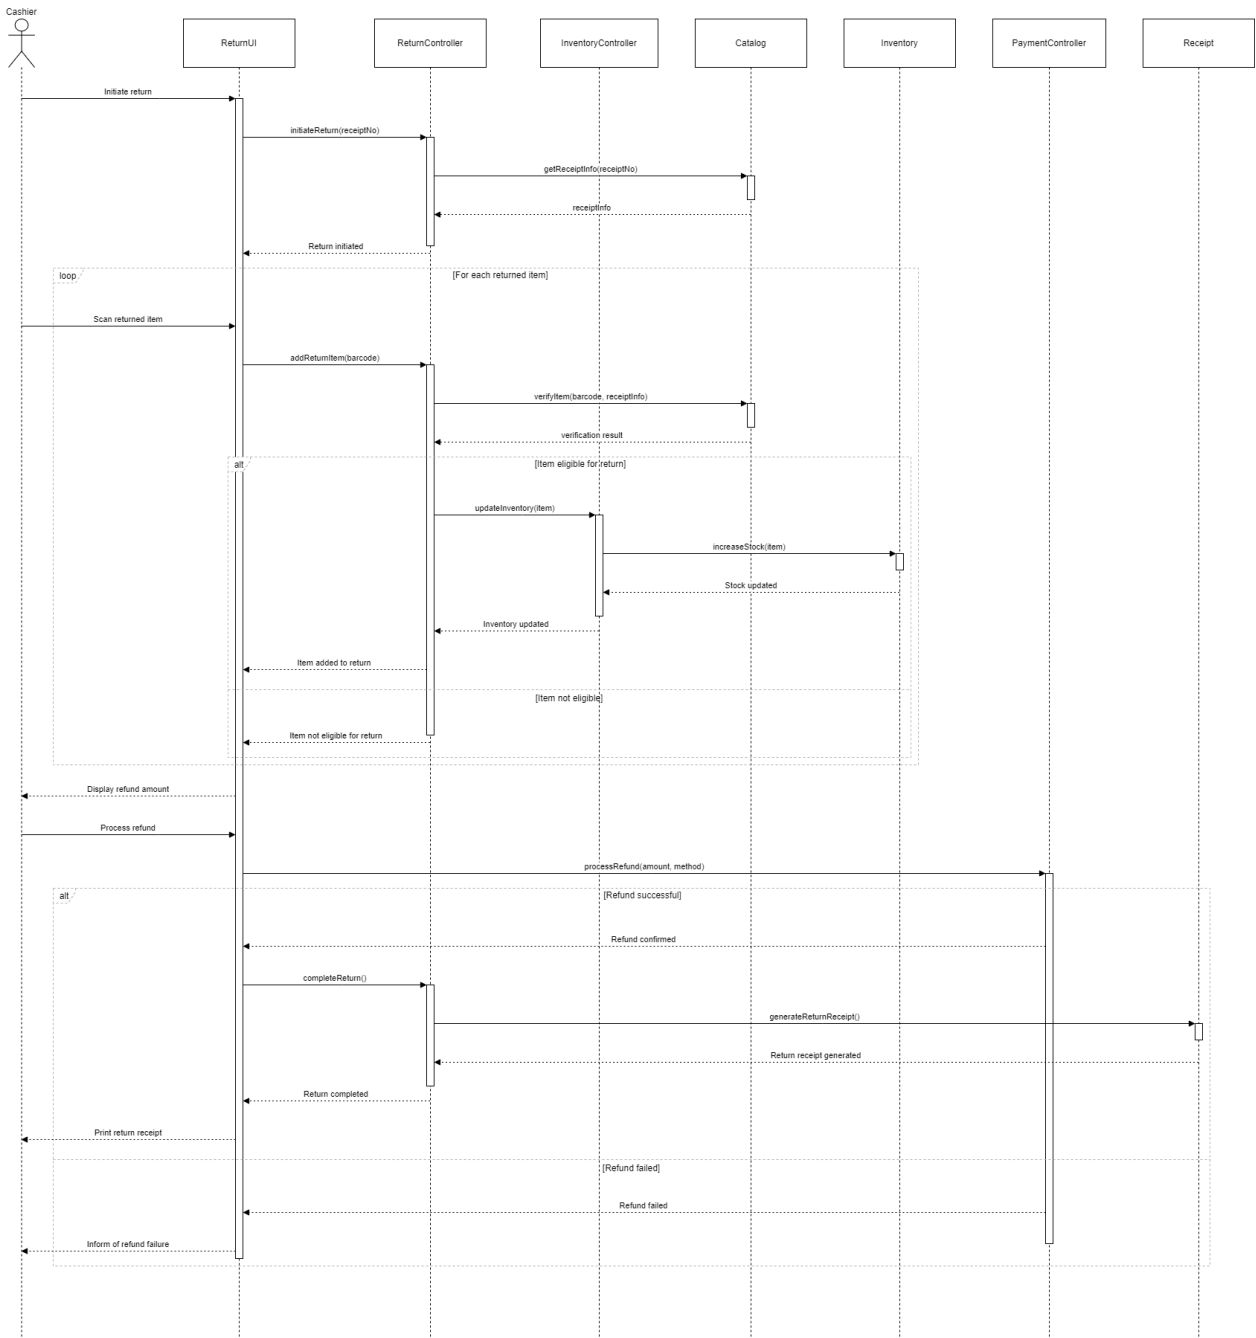 Cashier
ReturnUI
ReturnController
InventoryController
Catalog
Inventory
PaymentController
Receipt
Initiate return
initiateReturn(receiptNo)
getReceiptInfo(receiptNo)
receiptInfo
Return initiated
loop
[For each returned item]
Scan returned item
addReturnItem(barcode)
verifyItem(barcode, receiptInfo)
verification result
alt
[Item eligible for return]
updateInventory(item)
increaseStock(item)
Stock updated
Inventory updated
Item added to return
[Item not eligible]
Item not eligible for return
Display refund amount
Process refund
processRefund(amount, method)
alt
[Refund successful]
Refund confirmed
completeReturn()
generateReturnReceipt()
Return receipt generated
Return completed
Print return receipt
[Refund failed]
Refund failed
Inform of refund failure